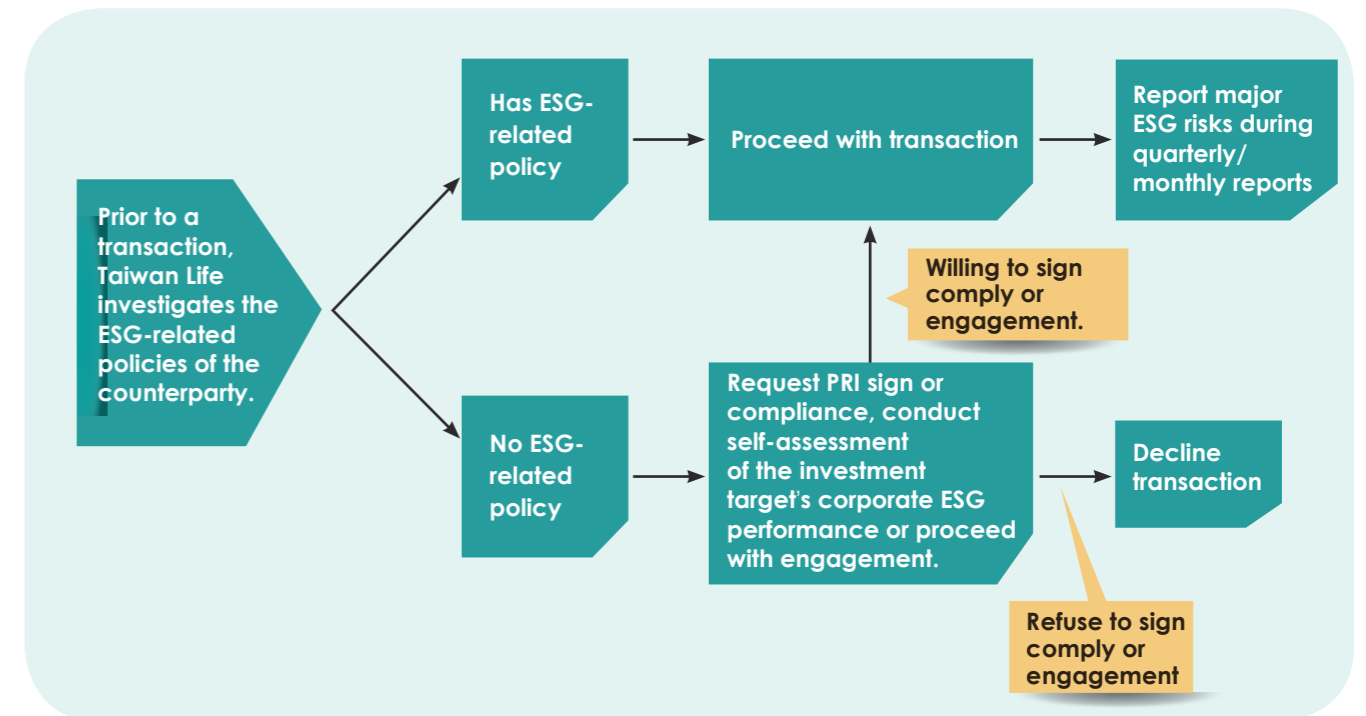 Prior to a
transaction,
Taiwan Life
investigates the
ESG-related
policies of the
counterparty.
Has ESG-
related
policy
Proceed with transaction
Report major
ESG risks during
quarterly/
monthly reports
Willing to sign
comply or
engagement.
No ESG-
related
policy
Request PRI sign or
compliance, conduct
self-assessment
of the investment
target's corporate ESG
performance or proceed
with engagement.
Decline
transaction
Refuse to sign
comply or
engagement